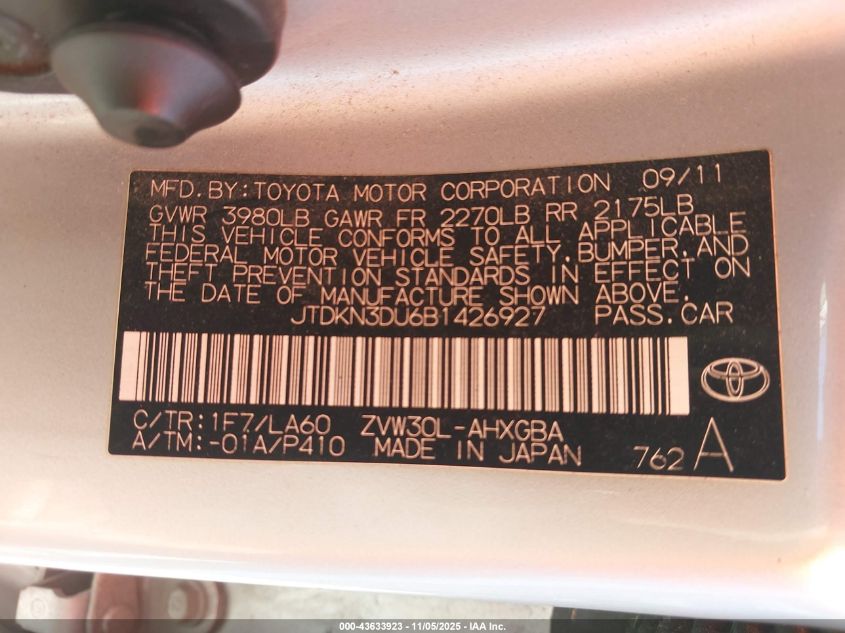 MFD.BY:TOYOTA MOTOR CORPORATION 09/11
GVWR 3980LB GAWR FR 2270LB RR 2175LB
THIS VEHICLE CONFORMS TO ALL APPLICABLE
FEDERAL MOTOR VEHICLE SAFETY,BUMPER,AND
THEFT PREVENTION STANDARDS IN EFFECT ON
THE DATE OF MANUFACTURE SHOWN ABOVE.
JTDKN3DU6B1426927 PASS.CAR
C/TR:1F7/LA60 ZVW30L-AHXGBA
A/TM:-01A/P410 MADE IN JAPAN 762 A
000-43633923 - 11/05/2025 - IAA Inc.